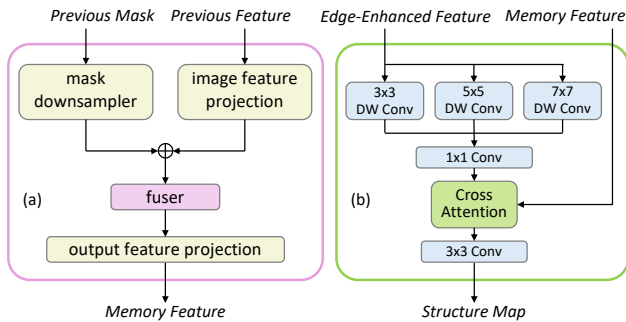 Previous Mask
Previous Feature
mask
downsampler
image feature
projection
(a)
fuser
output feature projection
Memory Feature
Edge-Enhanced Feature
Memory Feature
3x3
DW Conv
5x5
DW Conv
7x7
DW Conv
1x1 Conv
(b)
Cross
Attention
3x3 Conv
Structure Map